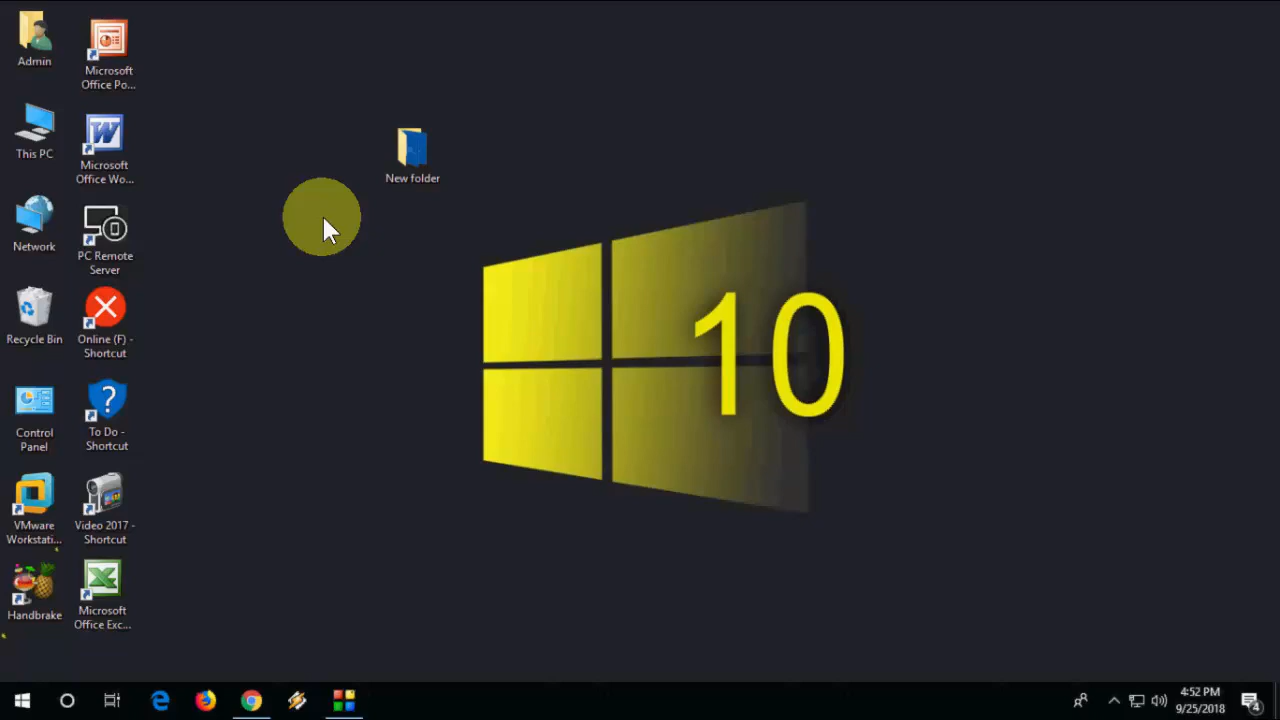 Admin
This PC
Network
Recycle Bin
Control
Panel
VMware
Workstati...
Handbrake
Microsoft
Office Po...
Microsoft
Office Wo...
PC Remote
Server
Online (F) -
Shortcut
To Do -
Shortcut
Video 2017 -
Shortcut
Microsoft
Office Exc...
New folder
10
4:52 PM
9/25/2018
4